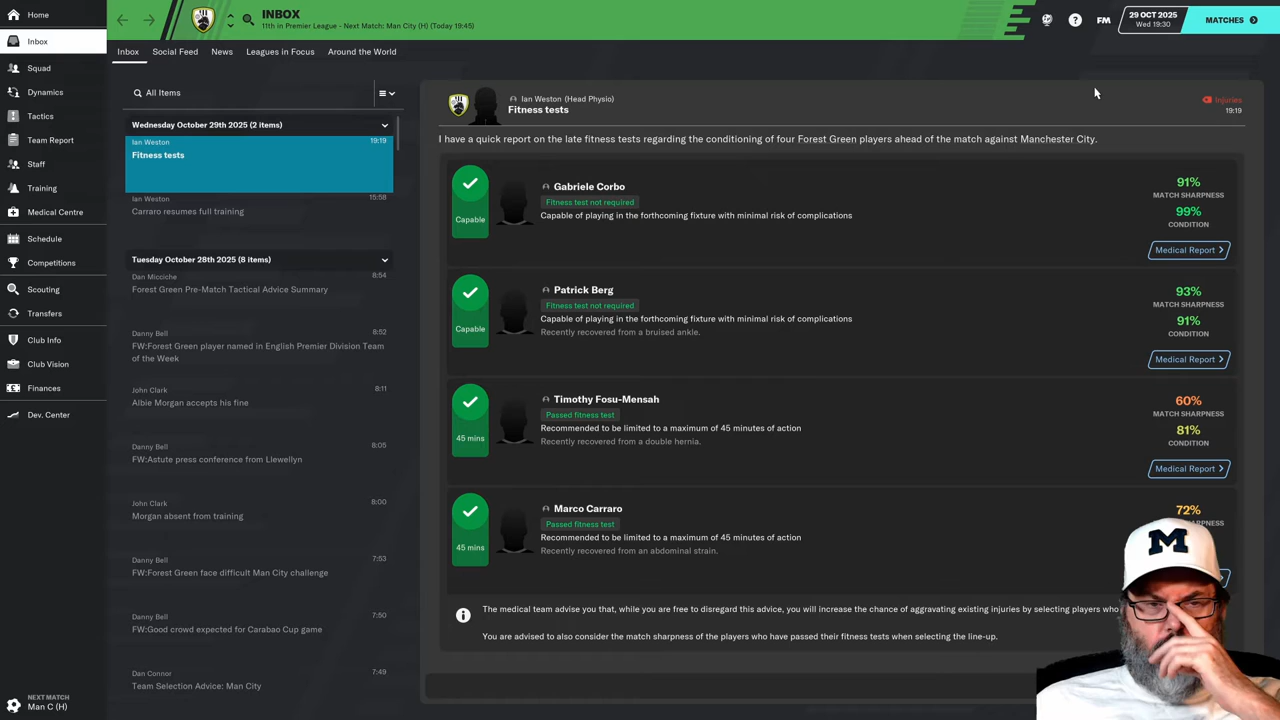 Home
Inbox
Squad
Dynamics
Tactics
Team Report
Staff
Training
Medical Centre
Schedule
Competitions
Scouting
Transfers
Club Info
Club Vision
Finances
Dev. Center
NEXT MATCH
Man C (H)
INBOX
11th in Premier League - Next Match: Man City (H) (Today 19:45)
?
FM
29 OCT 2025
Wed 19:30
MATCHES
Inbox
Social Feed
News
Leagues in Focus
Around the World
All Items
Wednesday October 29th 2025 (2 items)
Ian Weston 19:19
Fitness tests
Ian Weston 15:58
Carraro resumes full training
Tuesday October 28th 2025 (8 items)
Dan Micciche 8:54
Forest Green Pre-Match Tactical Advice Summary
Danny Bell 8:52
FW:Forest Green player named in English Premier Division Team
of the Week
John Clark 8:11
Albie Morgan accepts his fine
Danny Bell 8:05
FW:Astute press conference from Llewellyn
John Clark 8:00
Morgan absent from training
Danny Bell 7:53
FW:Forest Green face difficult Man City challenge
Danny Bell 7:50
FW:Good crowd expected for Carabao Cup game
Dan Connor 7:49
Team Selection Advice: Man City
Ian Weston (Head Physio)
Fitness tests
Injuries
19:19
I have a quick report on the late fitness tests regarding the conditioning of four Forest Green players ahead of the match against Manchester City.
Capable
Gabriele Corbo
Fitness test not required
Capable of playing in the forthcoming fixture with minimal risk of complications
91%
MATCH SHARPNESS
99%
CONDITION
Medical Report
Capable
Patrick Berg
Fitness test not required
Capable of playing in the forthcoming fixture with minimal risk of complications
Recently recovered from a bruised ankle.
93%
MATCH SHARPNESS
91%
CONDITION
Medical Report
45 mins
Timothy Fosu-Mensah
Passed fitness test
Recommended to be limited to a maximum of 45 minutes of action
Recently recovered from a double hernia.
60%
MATCH SHARPNESS
81%
CONDITION
Medical Report
45 mins
Marco Carraro
Passed fitness test
Recommended to be limited to a maximum of 45 minutes of action
Recently recovered from an abdominal strain.
72%
The medical team advise you that, while you are free to disregard this advice, you will increase the chance of aggravating existing injuries by selecting players who
You are advised to also consider the match sharpness of the players who have passed their fitness tests when selecting the line-up.
M